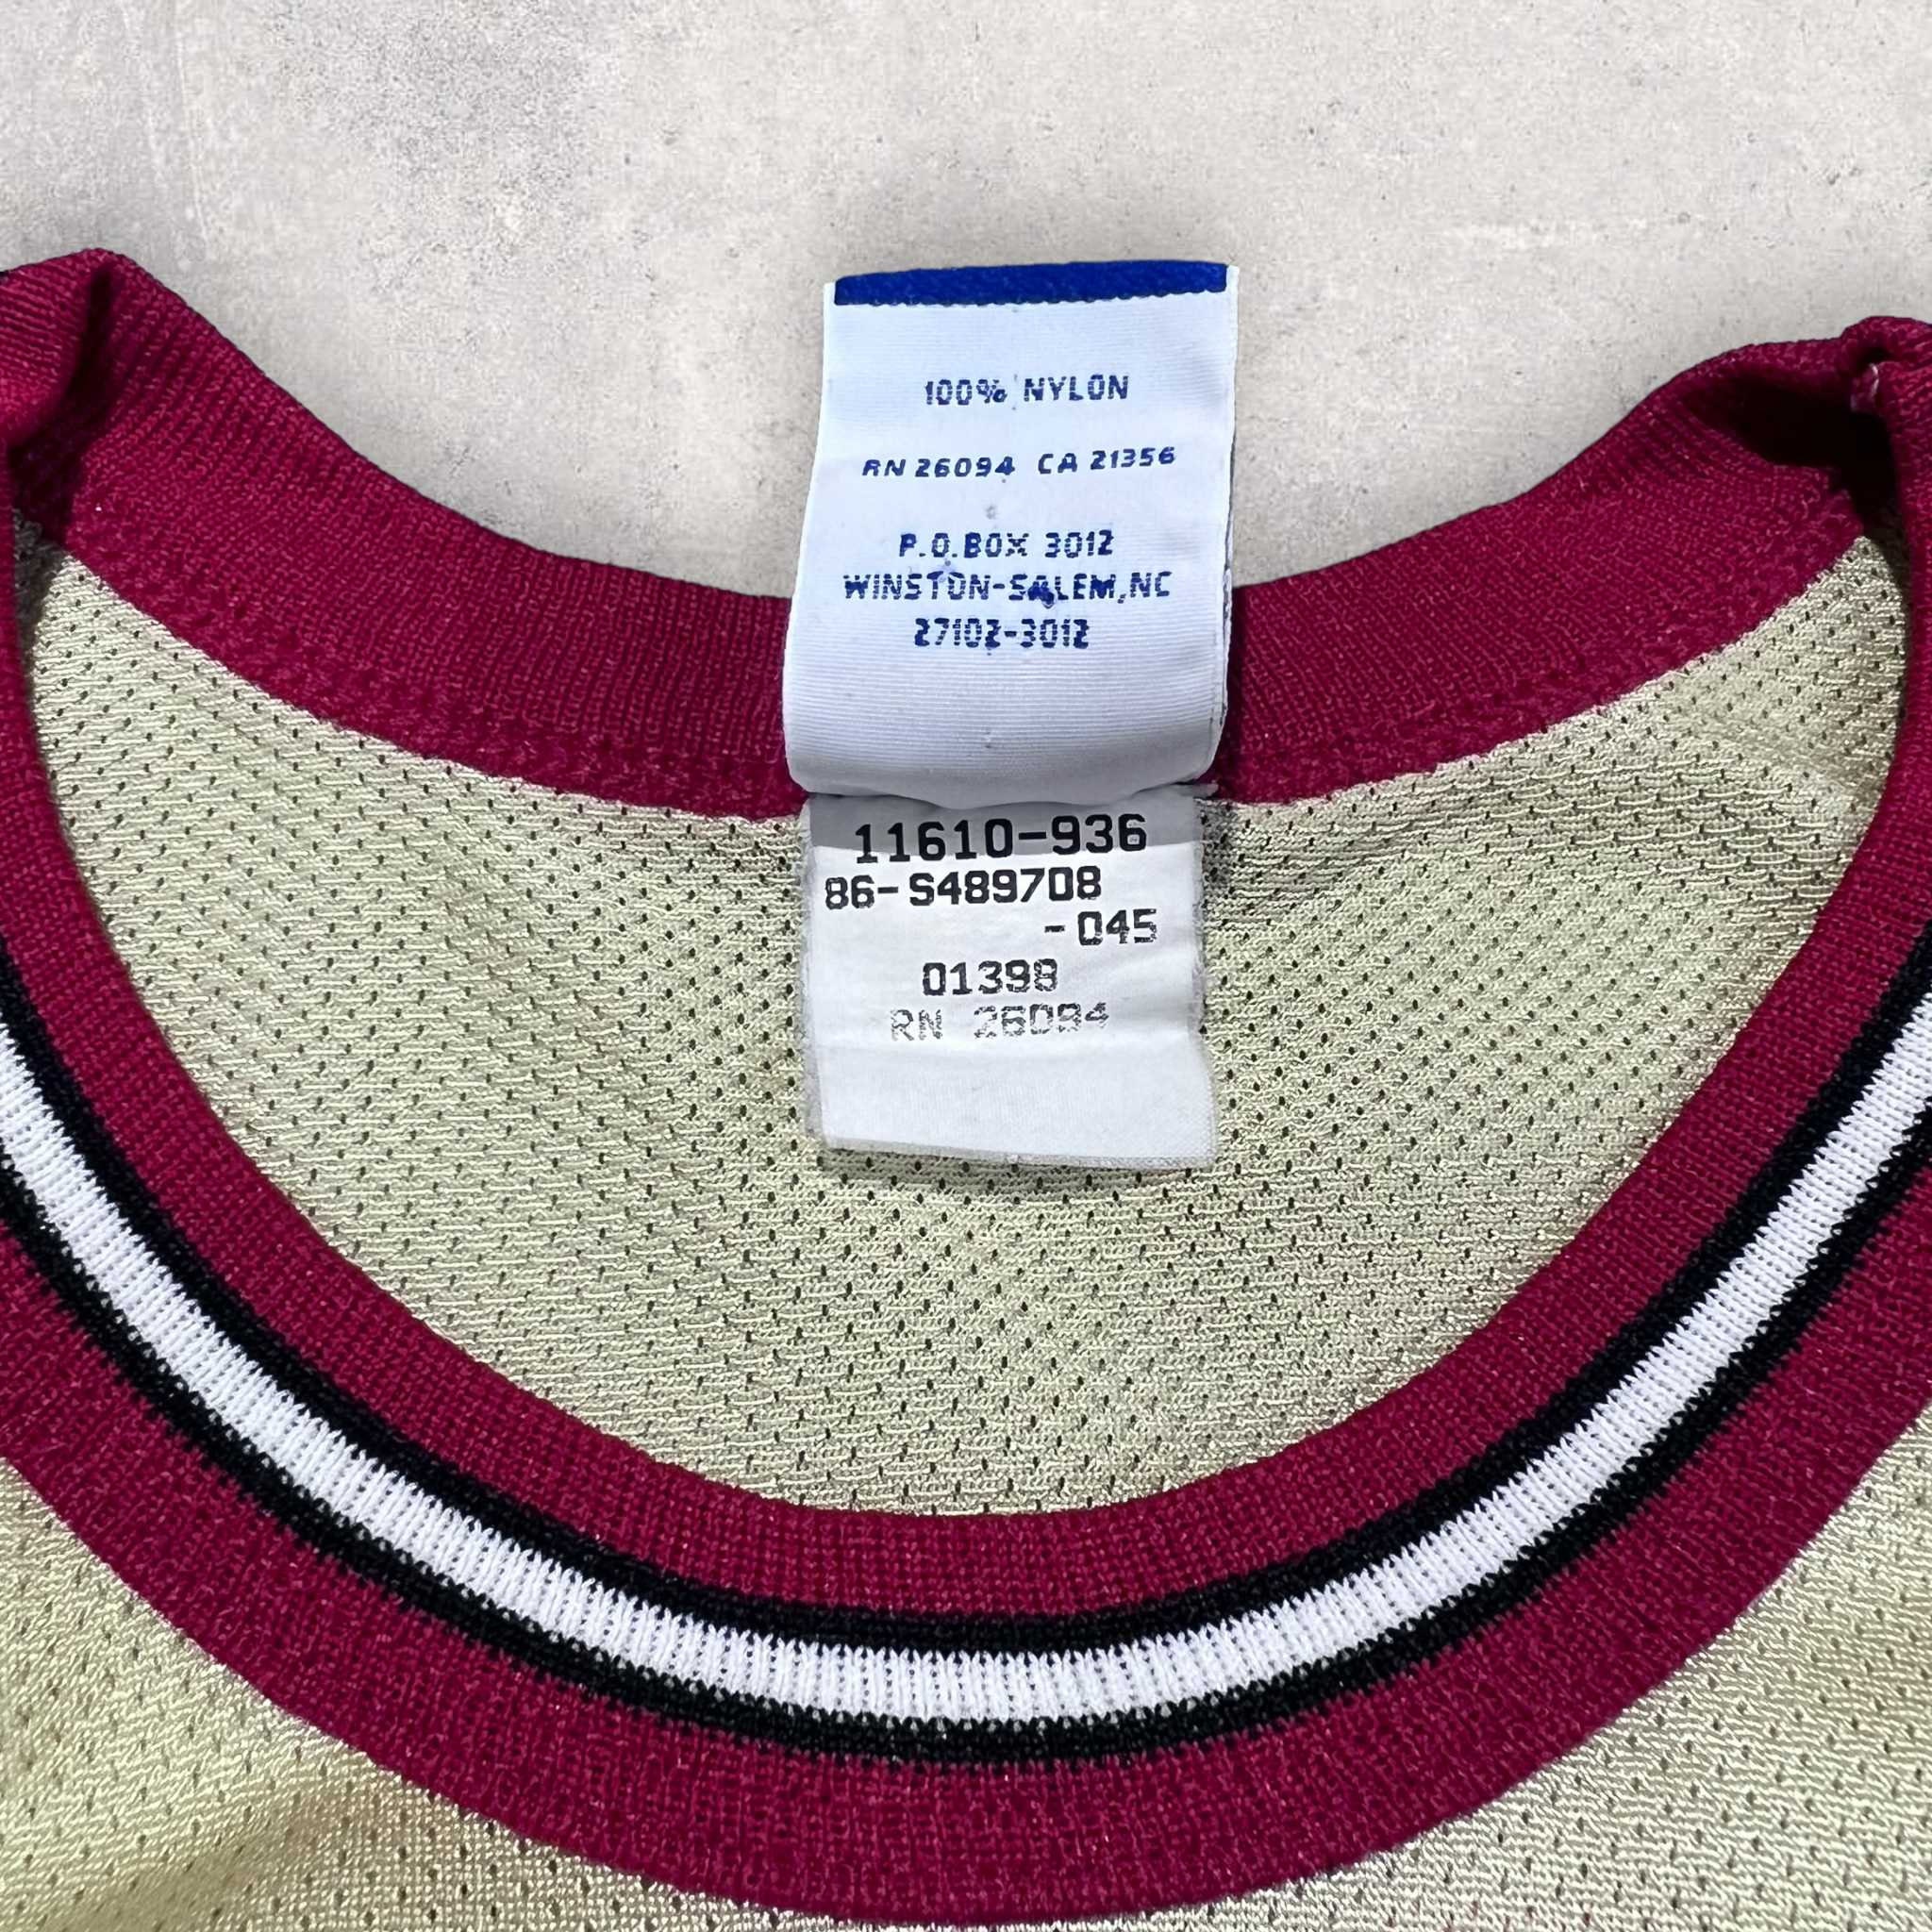 100% NYLON
RN 26094 CA 21356
P.O.BOX 3012
WINSTON-SALEM,NC
27102-3012
11610-936
86-S489708
-045
01398
RN 26094